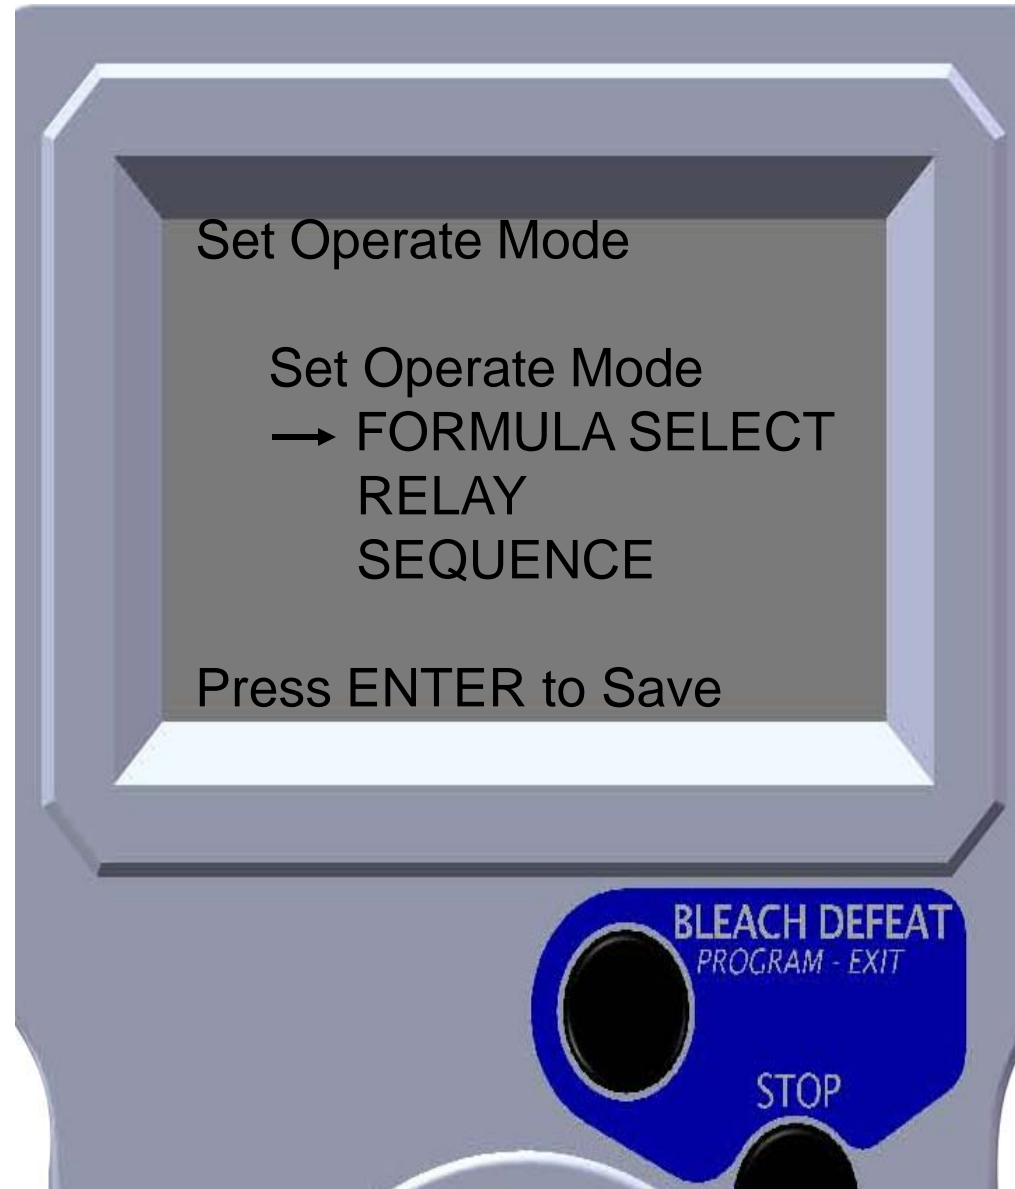 Set Operate Mode
Set Operate Mode
→ FORMULA SELECT
RELAY
SEQUENCE
Press ENTER to Save
BLEACH DEFEAT
PROGRAM - EXIT
STOP